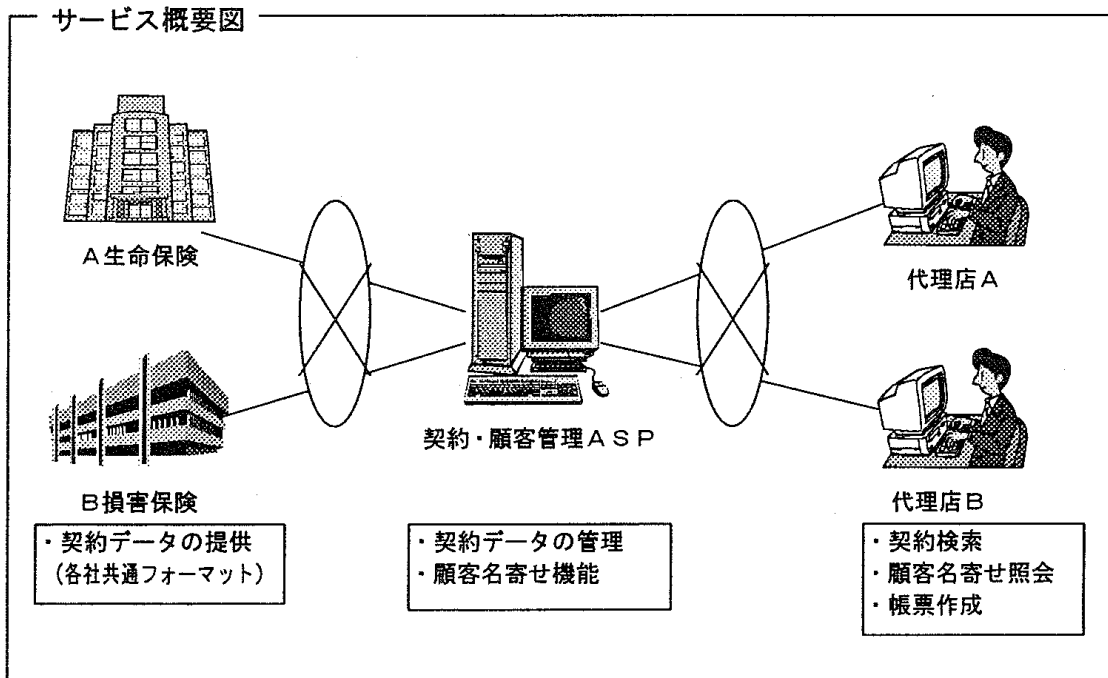 サービス概要図
A生命保険
代理店A
契約・顧客管理ASP
B損害保険
代理店B
・契約データの提供
(各社共通フォーマット)
・契約データの管理
・顧客名寄せ機能
・契約検索
・顧客名寄せ照会
・帳票作成